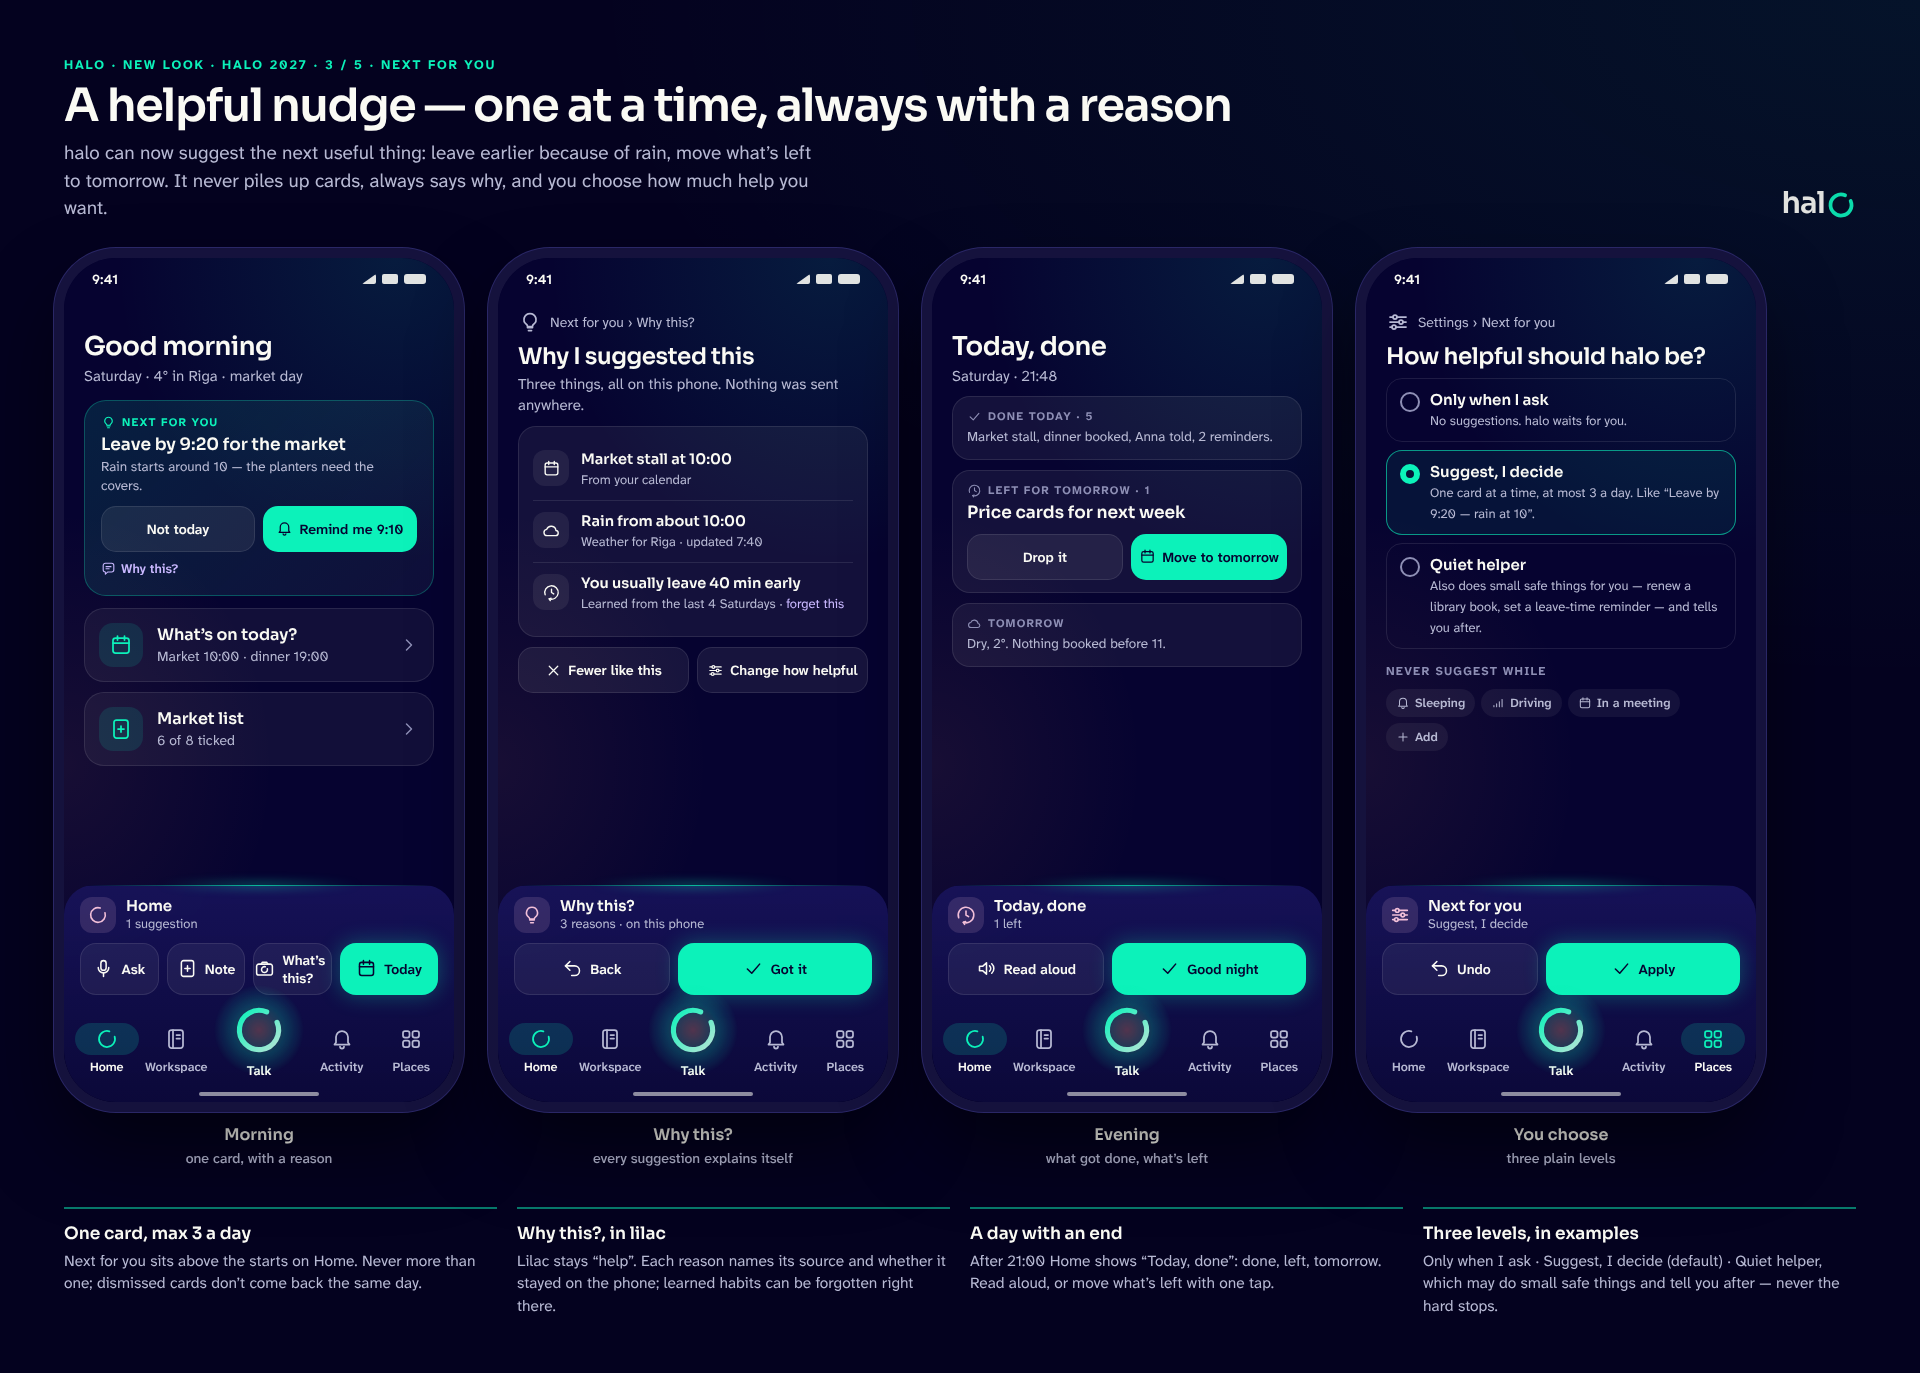 HALO · NEW LOOK · HALO 2027 · 3 / 5 · NEXT FOR YOU
A helpful nudge — one at a time, always with a reason
halo can now suggest the next useful thing: leave earlier because of rain, move what's left
to tomorrow. It never piles up cards, always says why, and you choose how much help you
want.
hal
9:41
Good morning
Saturday · 4° in Riga · market day
NEXT FOR YOU
Leave by 9:20 for the market
Rain starts around 10 — the planters need the
covers.
Not today
Remind me 9:10
Why this?
What's on today?
Market 10:00 · dinner 19:00
Market list
6 of 8 ticked
Home
1 suggestion
Ask
Note
What's
this?
Today
Home
Workspace
Talk
Activity
Places
Morning
one card, with a reason
9:41
Next for you › Why this?
Why I suggested this
Three things, all on this phone. Nothing was sent
anywhere.
Market stall at 10:00
From your calendar
Rain from about 10:00
Weather for Riga · updated 7:40
You usually leave 40 min early
Learned from the last 4 Saturdays · forget this
Fewer like this
Change how helpful
Why this?
3 reasons · on this phone
Back
Got it
Home
Workspace
Talk
Activity
Places
Why this?
every suggestion explains itself
9:41
Today, done
Saturday · 21:48
DONE TODAY · 5
Market stall, dinner booked, Anna told, 2 reminders.
LEFT FOR TOMORROW · 1
Price cards for next week
Drop it
Move to tomorrow
TOMORROW
Dry, 2°. Nothing booked before 11.
Today, done
1 left
Read aloud
Good night
Home
Workspace
Talk
Activity
Places
Evening
what got done, what's left
9:41
Settings › Next for you
How helpful should halo be?
Only when I ask
No suggestions. halo waits for you.
Suggest, I decide
One card at a time, at most 3 a day. Like “Leave by
9:20 — rain at 10”.
Quiet helper
Also does small safe things for you — renew a
library book, set a leave-time reminder — and tells
you after.
NEVER SUGGEST WHILE
Sleeping
Driving
In a meeting
Add
Next for you
Suggest, I decide
Undo
Apply
Home
Workspace
Talk
Activity
Places
You choose
three plain levels
One card, max 3 a day
Next for you sits above the starts on Home. Never more than
one; dismissed cards don't come back the same day.
Why this?, in lilac
Lilac stays “help”. Each reason names its source and whether it
stayed on the phone; learned habits can be forgotten right
there.
A day with an end
After 21:00 Home shows “Today, done”: done, left, tomorrow.
Read aloud, or move what's left with one tap.
Three levels, in examples
Only when I ask · Suggest, I decide (default) · Quiet helper,
which may do small safe things and tell you after — never the
hard stops.